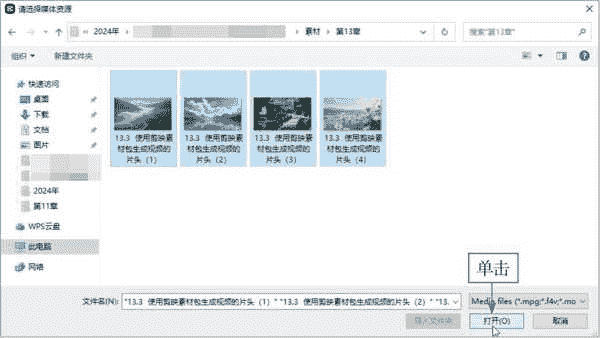 请选择媒体资源
« 2024年 › 素材 › 第13章
搜索"第13章"
组织 新建文件夹
快速访问
桌面
下载
文档
图片
2024年
第11章
WPS云盘
此电脑
网络
13.3 使用剪映素
材包生成视频的
片头（1）
13.3 使用剪映素
材包生成视频的
片头（2）
13.3 使用剪映素
材包生成视频的
片头（3）
13.3 使用剪映素
材包生成视频的
片头（4）
单击
文件名(N): "13.3 使用剪映素材包生成视频的片头（1）" "13.3 使用剪映素材包生成视频的片头（2）" "13.
Media files (*.mpg;*.f4v;*.mo
导入文件夹 打开(O) 取消